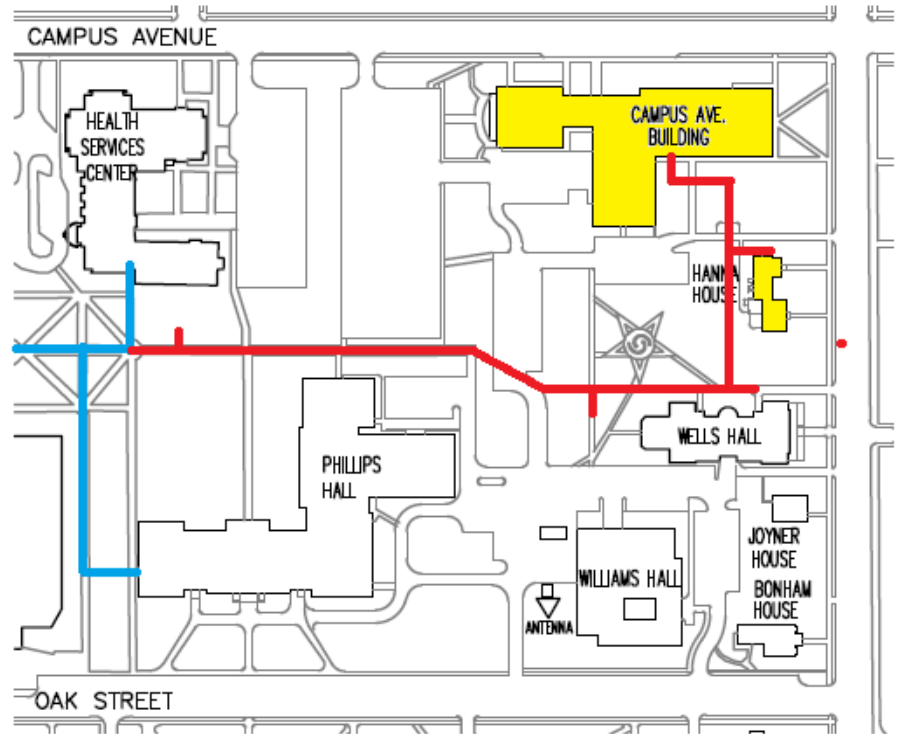 CAMPUS AVENUE
HEALTH
SERVICES
CENTER
CAMPUS AVE.
BUILDING
HANNA
HOUSE
WELLS HALL
PHILLIPS
HALL
JOYNER
HOUSE
WILLIAMS HALL
BONHAM
HOUSE
ANTENNA
OAK STREET